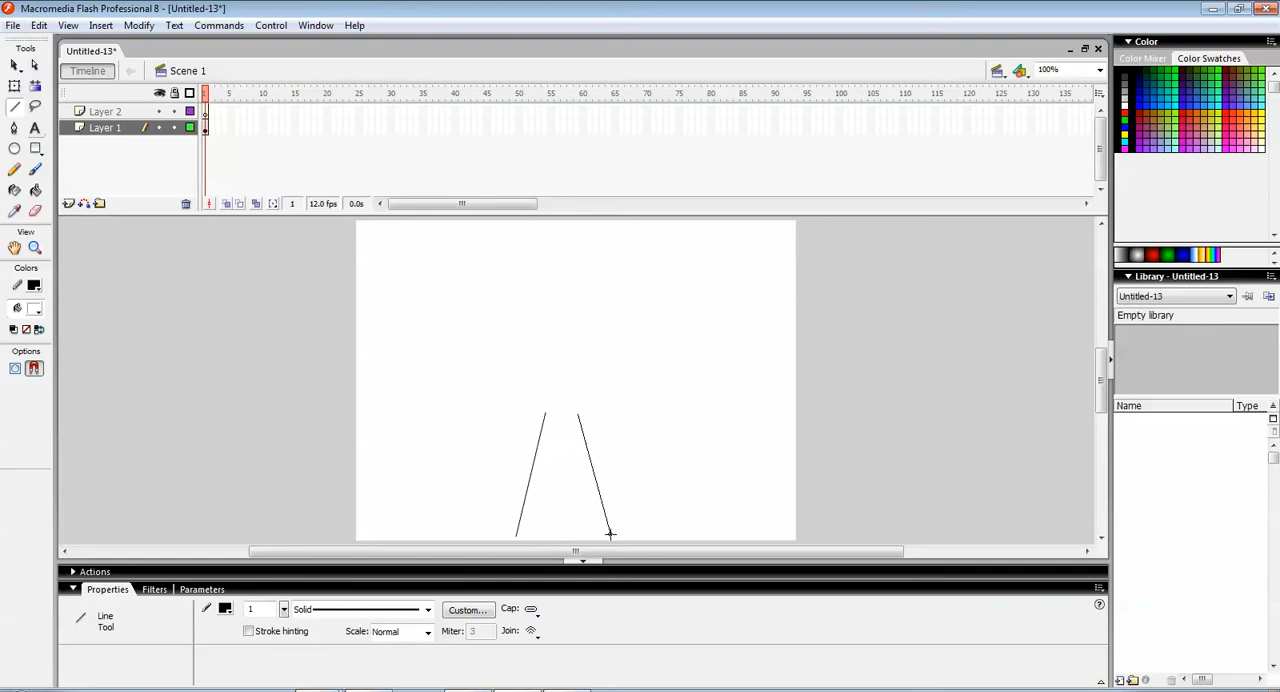 Macromedia Flash Professional 8 - [Untitled-13*]
File Edit View Insert Modify Text Commands Control Window Help
Tools
Untitled-13*
Timeline
Scene 1
100%
1 5 10 15 20 25 30 35 40 45 50 55 60 65 70 75 80 85 90 95 100 105 110 115 120 125 130 135
Layer 2
Layer 1
1 12.0 fps 0.0s
View
Colors
Options
Color
Color Mixer Color Swatches
Library - Untitled-13
Untitled-13
Empty library
Name Type
Actions
Properties Filters Parameters
Line
Tool
1 Solid Custom... Cap:
Stroke hinting Scale: Normal Miter: 3 Join: